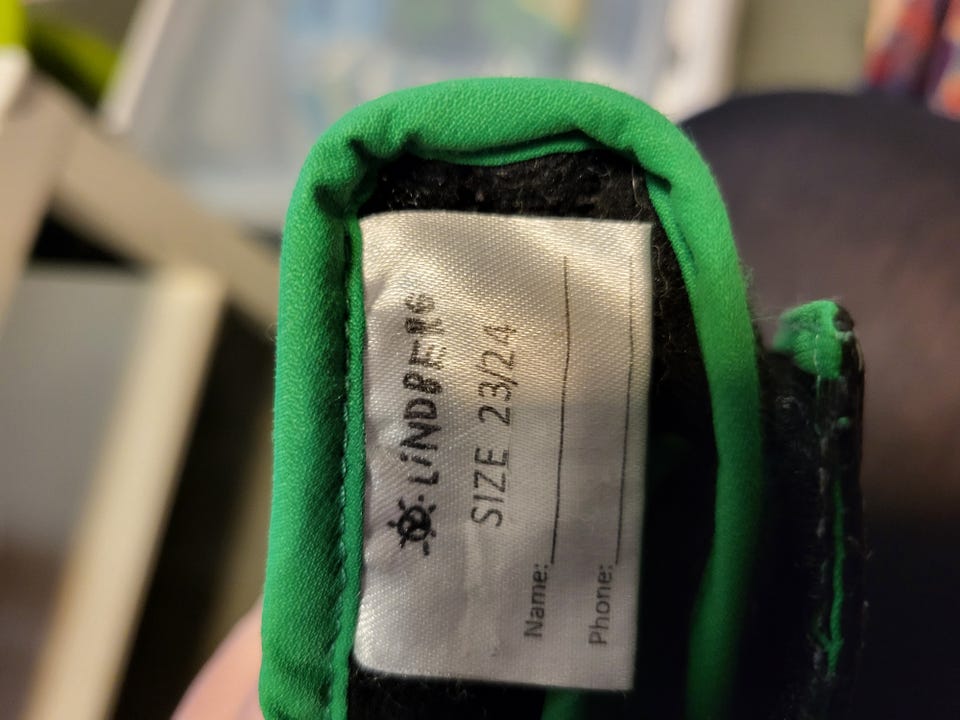 LiNDBERG
SIZE 23/24
Name:
Phone: